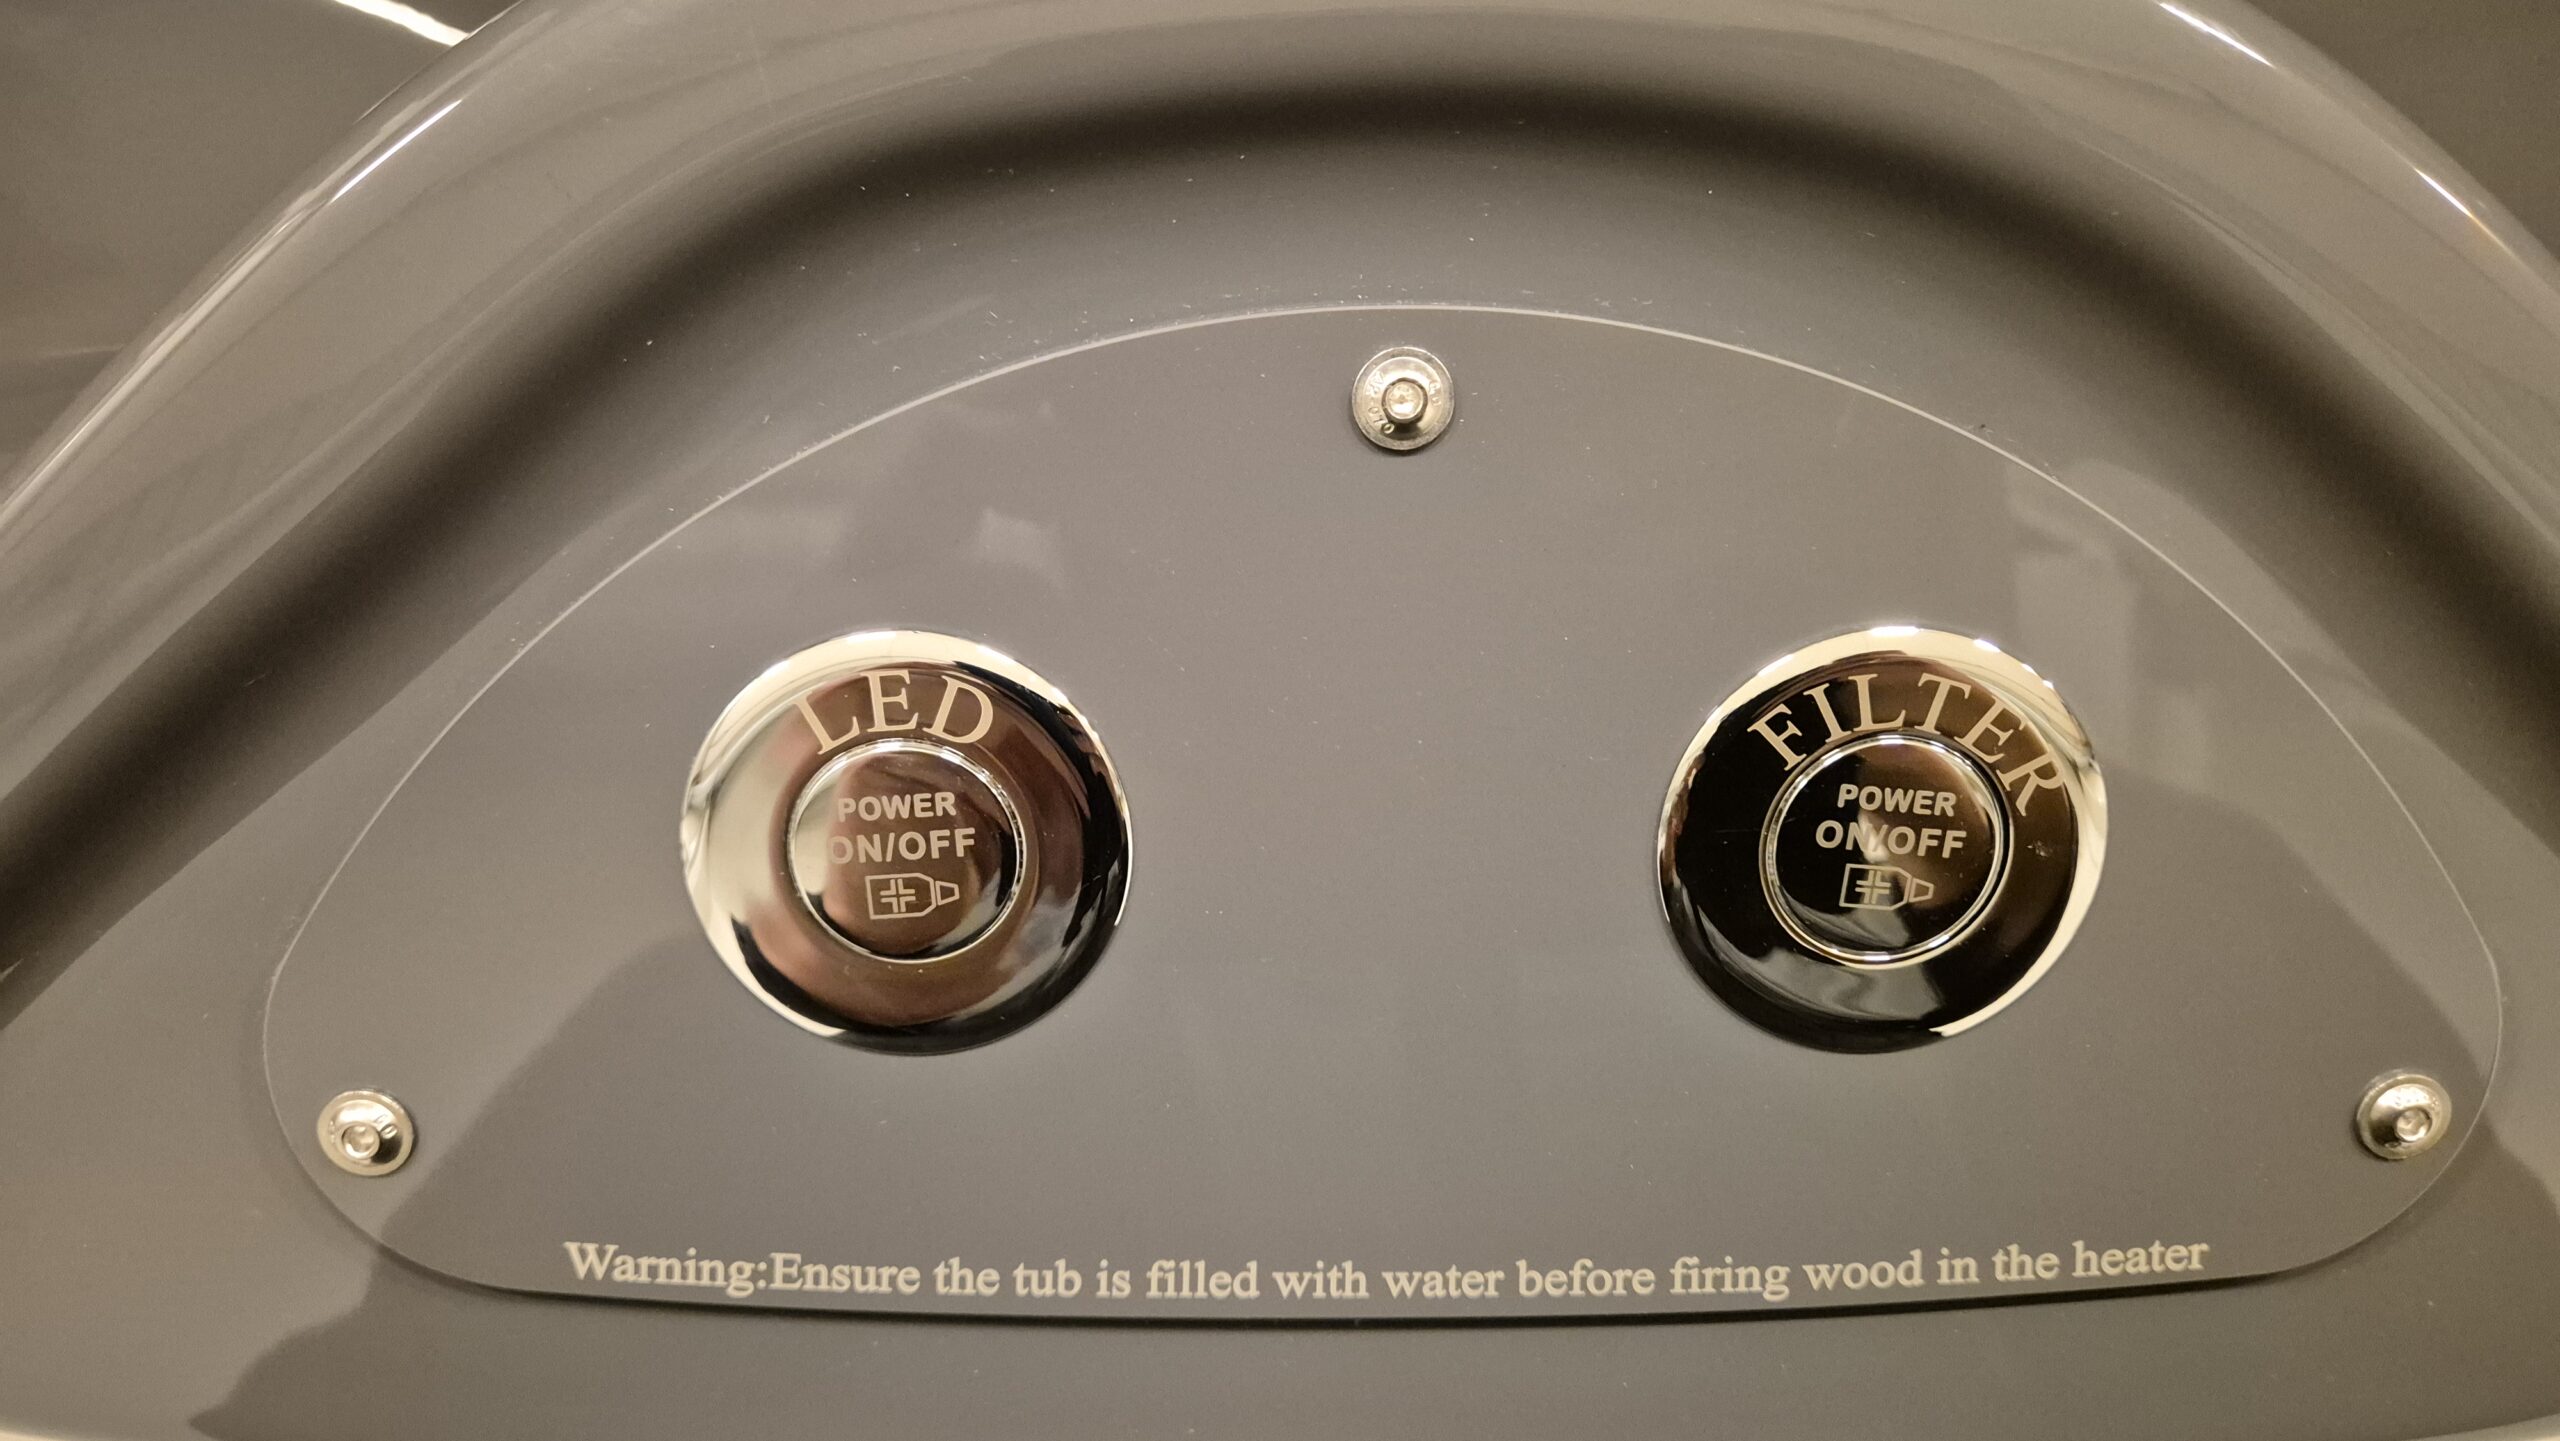 LED
POWER
ON/OFF
FILTER
POWER
ON/OFF
Warning:Ensure the tub is filled with water before firing wood in the heater